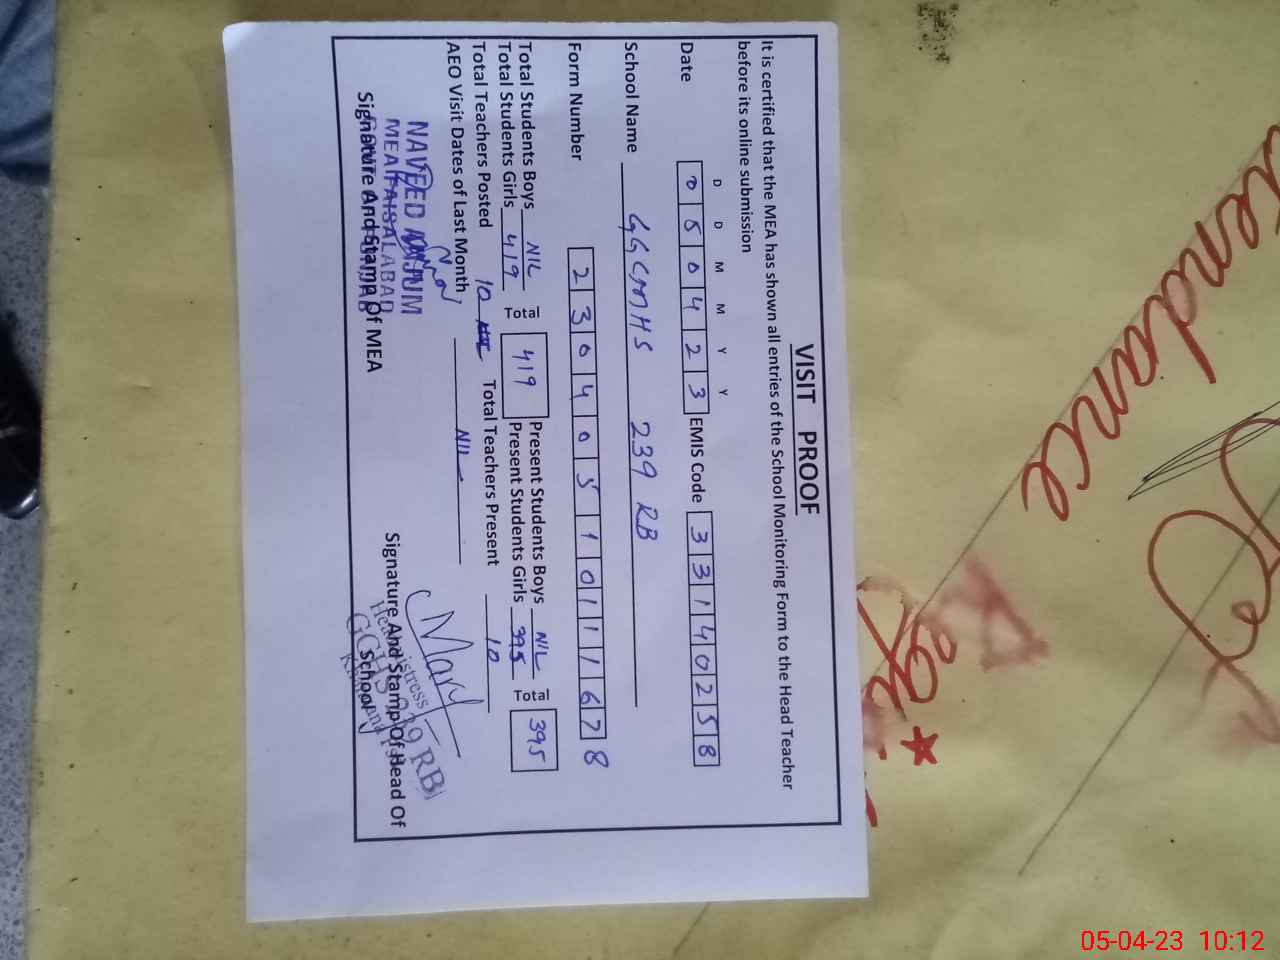 VISIT PROOF
It is certified that the MEA has shown all entries of the School Monitoring Form to the Head Teacher
before its online submission
D D M M Y Y
Date 0 5 0 4 2 3 EMIS Code 3 3 1 4 0 2 5 8
School Name GGCMHS 239 RB
Form Number 2 3 0 4 0 5 1 0 1 1 1 6 7 8
Total Students Boys NIL Total 419 Present Students Boys NIL Total 395
Total Students Girls 419 Present Students Girls 395
Total Teachers Posted 10 Total Teachers Present 10
AEO Visit Dates of Last Month NIL
NAVEED ANJUM
MEA FAISALABAD
Signature And Stamp Of MEA
Signature And Stamp Of Head Of
School
Headmistress
239 RB
endance
05-04-23 10:12